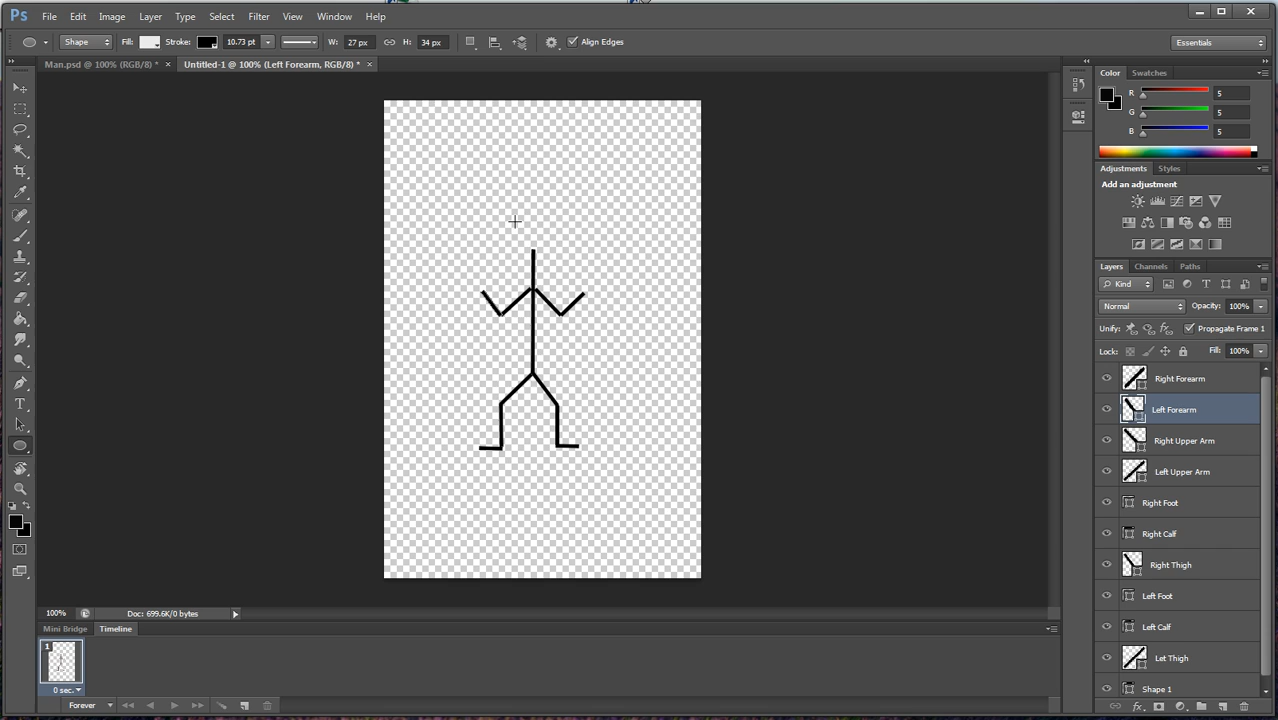 Ps File Edit Image Layer Type Select Filter View Window Help
Shape Fill: Stroke: 10.73 pt W: 27 px H: 34 px Align Edges Essentials
Man.psd @ 100% (RGB/8) * × Untitled-1 @ 100% (Left Forearm, RGB/8) * ×
Color Swatches
R 5
G 5
B 5
Adjustments Styles
Add an adjustment
Layers Channels Paths
Kind
Normal Opacity: 100%
Unify: Propagate Frame 1
Lock: Fill: 100%
Right Forearm
Left Forearm
Right Upper Arm
Left Upper Arm
Right Foot
Right Calf
Right Thigh
Left Foot
Left Calf
Let Thigh
Shape 1
100% Doc: 699.6K/0 bytes
Mini Bridge Timeline
1
0 sec.
Forever